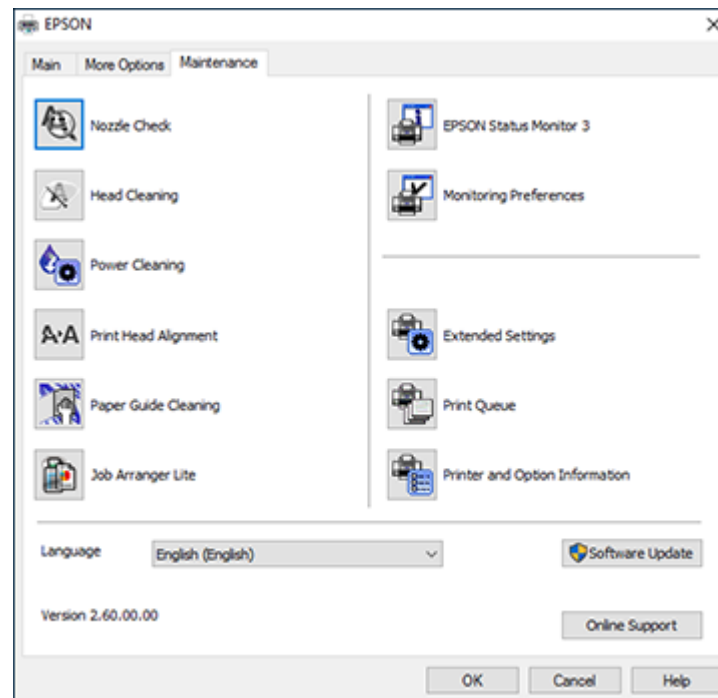 EPSON
Main
More Options
Maintenance
Nozzle Check
Head Cleaning
Power Cleaning
A·A
Print Head Alignment
Paper Guide Cleaning
Job Arranger Lite
EPSON Status Monitor 3
Monitoring Preferences
Extended Settings
Print Queue
Printer and Option Information
Language
English (English)
Software Update
Version 2.60.00.00
Online Support
OK
Cancel
Help